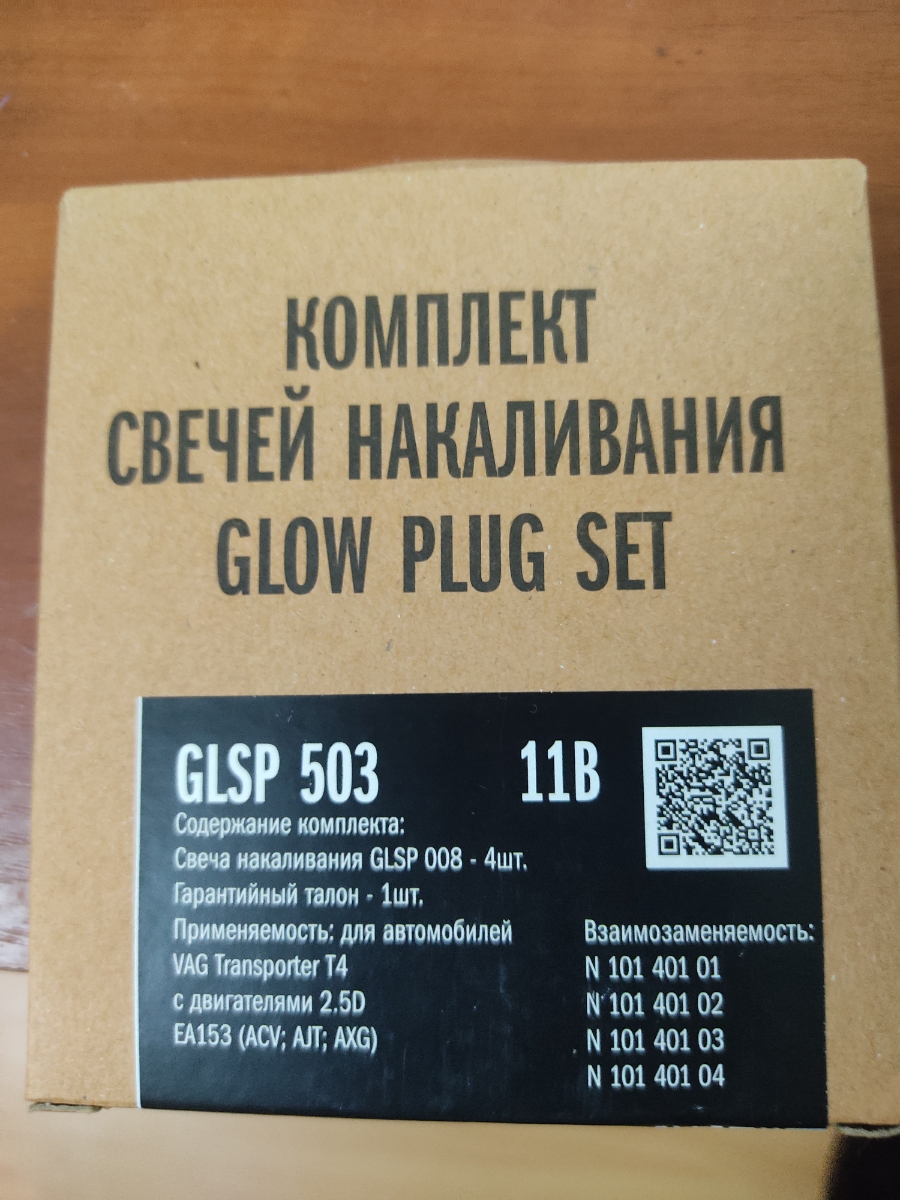 КОМПЛЕКТ
СВЕЧЕЙ НАКАЛИВАНИЯ
GLOW PLUG SET
GLSP 503 11В
Содержание комплекта:
Свеча накаливания GLSP 008 - 4шт.
Гарантийный талон - 1шт.
Применяемость: для автомобилей
VAG Transporter T4
с двигателями 2.5D
EA153 (ACV; AJT; AXG)
Взаимозаменяемость:
N 101 401 01
N 101 401 02
N 101 401 03
N 101 401 04